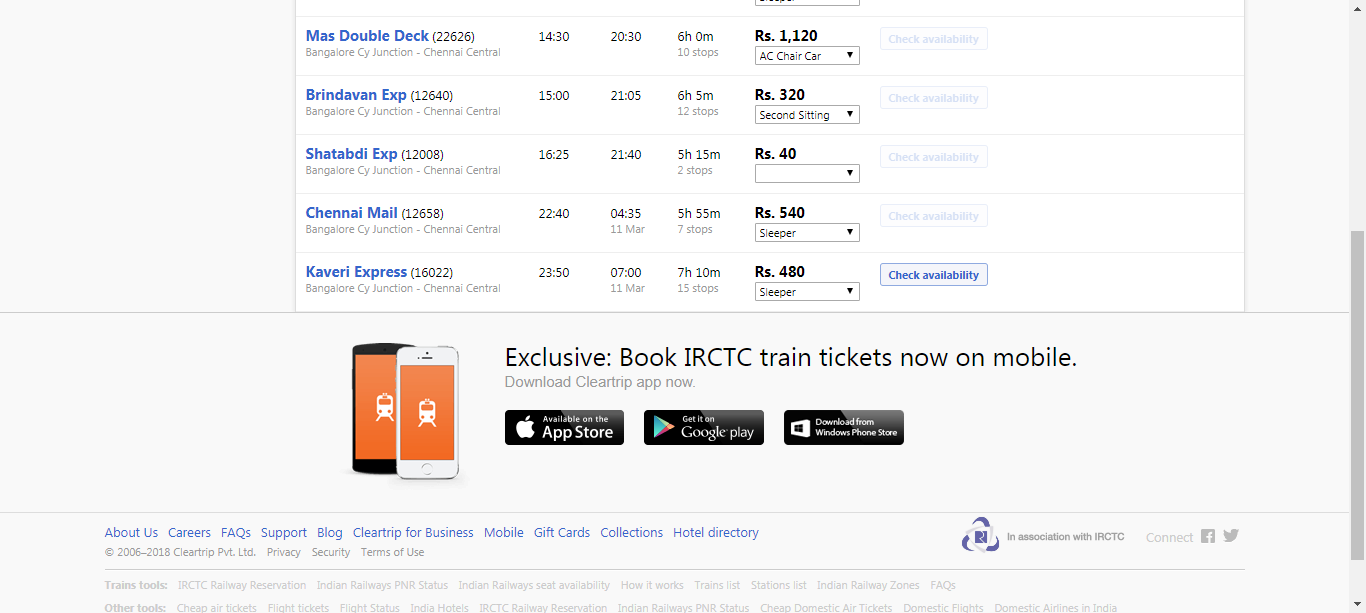 Sleeper
Mas Double Deck (22626) 14:30 20:30 6h 0m Rs. 1,120 Check availability
Bangalore Cy Junction - Chennai Central 10 stops AC Chair Car
Brindavan Exp (12640) 15:00 21:05 6h 5m Rs. 320 Check availability
Bangalore Cy Junction - Chennai Central 12 stops Second Sitting
Shatabdi Exp (12008) 16:25 21:40 5h 15m Rs. 40 Check availability
Bangalore Cy Junction - Chennai Central 2 stops
Chennai Mail (12658) 22:40 04:35 5h 55m Rs. 540 Check availability
Bangalore Cy Junction - Chennai Central 11 Mar 7 stops Sleeper
Kaveri Express (16022) 23:50 07:00 7h 10m Rs. 480 Check availability
Bangalore Cy Junction - Chennai Central 11 Mar 15 stops Sleeper
Exclusive: Book IRCTC train tickets now on mobile.
Download Cleartrip app now.
Available on the App Store
Get it on Google play
Download from Windows Phone Store
About Us Careers FAQs Support Blog Cleartrip for Business Mobile Gift Cards Collections Hotel directory
© 2006–2018 Cleartrip Pvt. Ltd. Privacy Security Terms of Use
In association with IRCTC Connect
Trains tools: IRCTC Railway Reservation Indian Railways PNR Status Indian Railways seat availability How it works Trains list Stations list Indian Railway Zones FAQs
Other tools: Cheap air tickets Flight tickets Flight Status India Hotels IRCTC Railway Reservation Indian Railways PNR Status Cheap Domestic Air Tickets Domestic Flights Domestic Airlines in India